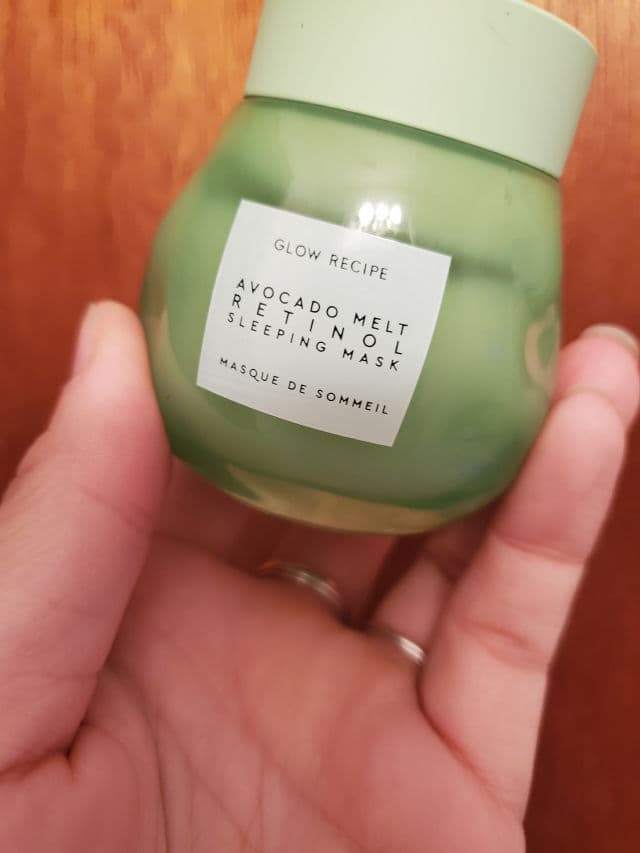 GLOW RECIPE
AVOCADO MELT
RETINOL
SLEEPING MASK
MASQUE DE SOMMEIL